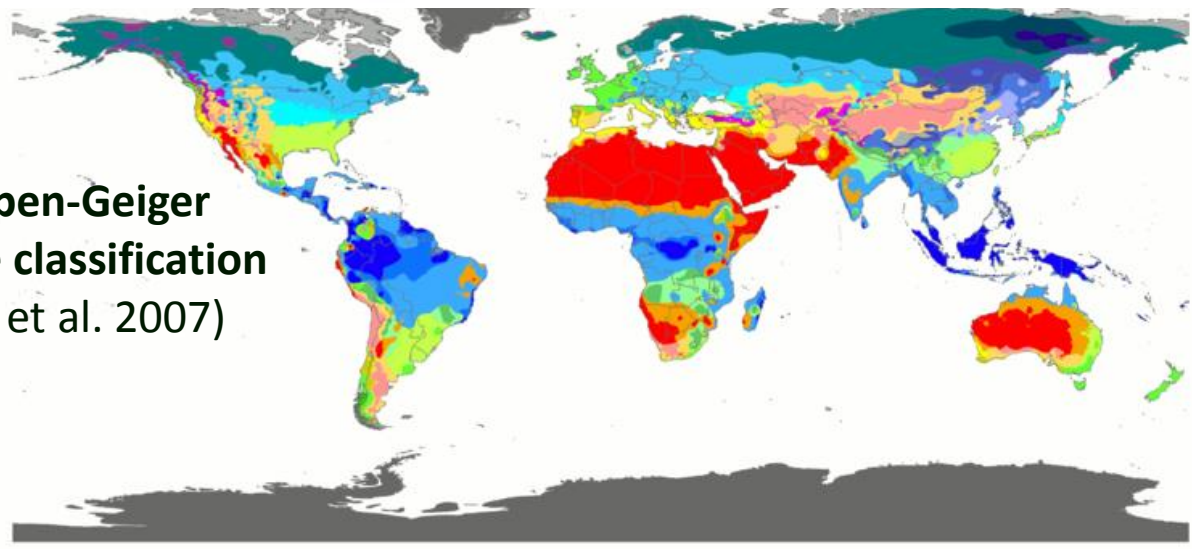 pen-Geiger
classification
et al. 2007)